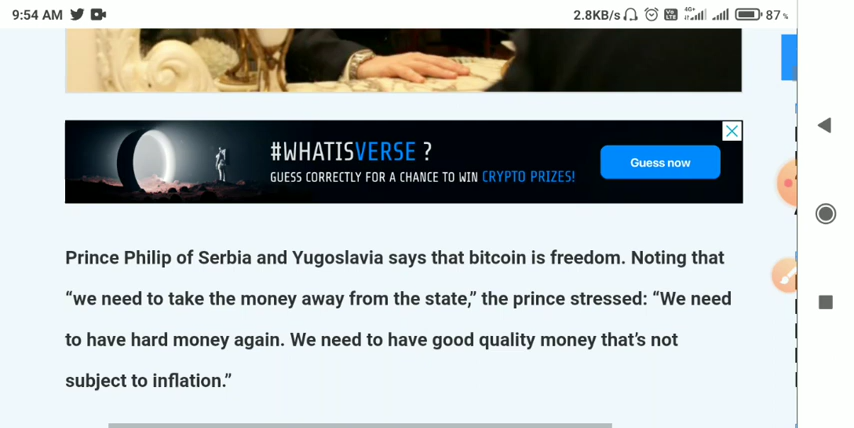 9:54 AM 2.8KB/s 4G+ 87%
#WHATISVERSE ?
GUESS CORRECTLY FOR A CHANCE TO WIN CRYPTO PRIZES!
Guess now
Prince Philip of Serbia and Yugoslavia says that bitcoin is freedom. Noting that
“we need to take the money away from the state,” the prince stressed: “We need
to have hard money again. We need to have good quality money that’s not
subject to inflation.”